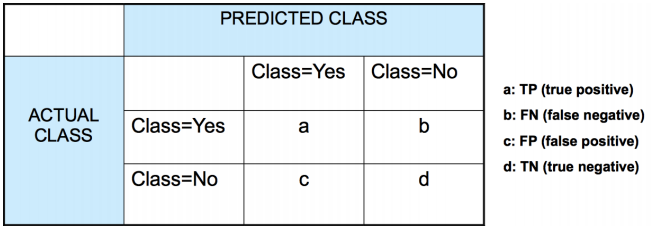 PREDICTED CLASS
Class=Yes Class=No
ACTUAL
CLASS
Class=Yes a b
Class=No c d
a: TP (true positive)
b: FN (false negative)
c: FP (false positive)
d: TN (true negative)